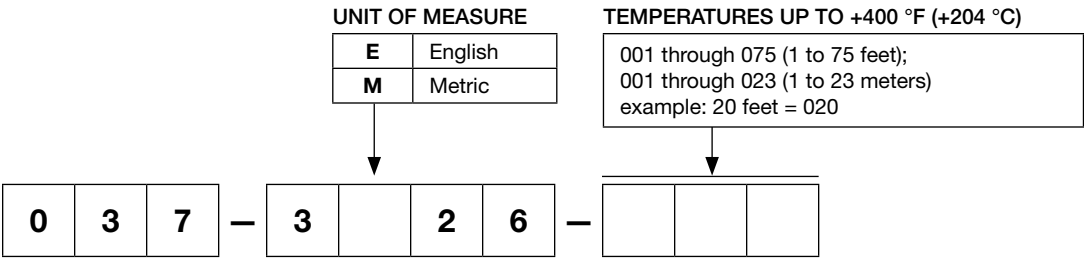 UNIT OF MEASURE
E English
M Metric
TEMPERATURES UP TO +400 °F (+204 °C)
001 through 075 (1 to 75 feet);
001 through 023 (1 to 23 meters)
example: 20 feet = 020
0 3 7 – 3 2 6 –